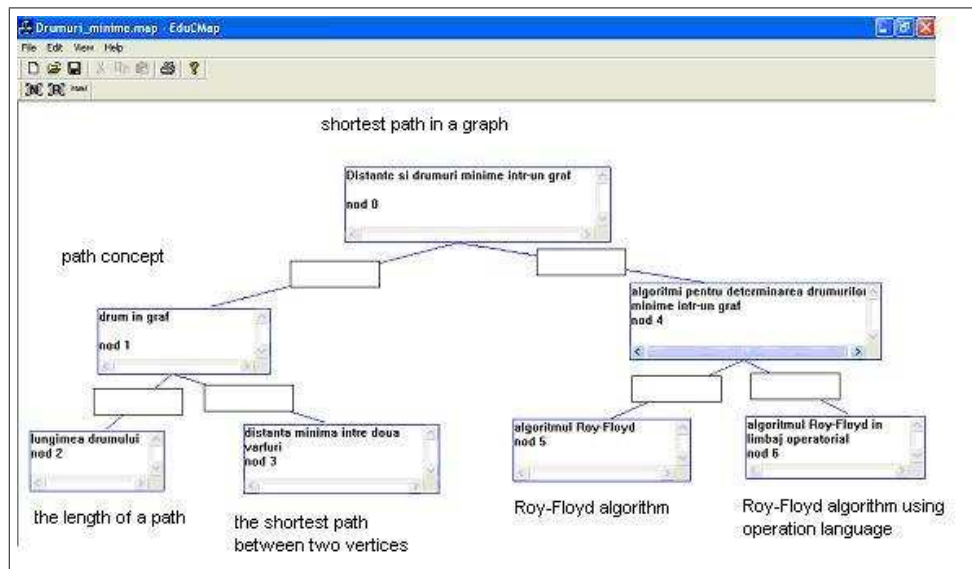 Drumuri_minime.map - EduCMap
File Edit View Help
[N] [R] html
shortest path in a graph
Distante si drumuri minime intr-un graf
nod 0
path concept
drum in graf
nod 1
algoritmi pentru determinarea drumurilor
minime intr-un graf
nod 4
lungimea drumului
nod 2
distanta minima intre doua
varfuri
nod 3
algoritmul Roy-Floyd
nod 5
algoritmul Roy-Floyd in
limbaj operatorial
nod 6
the length of a path
the shortest path
between two vertices
Roy-Floyd algorithm
Roy-Floyd algorithm using
operation language